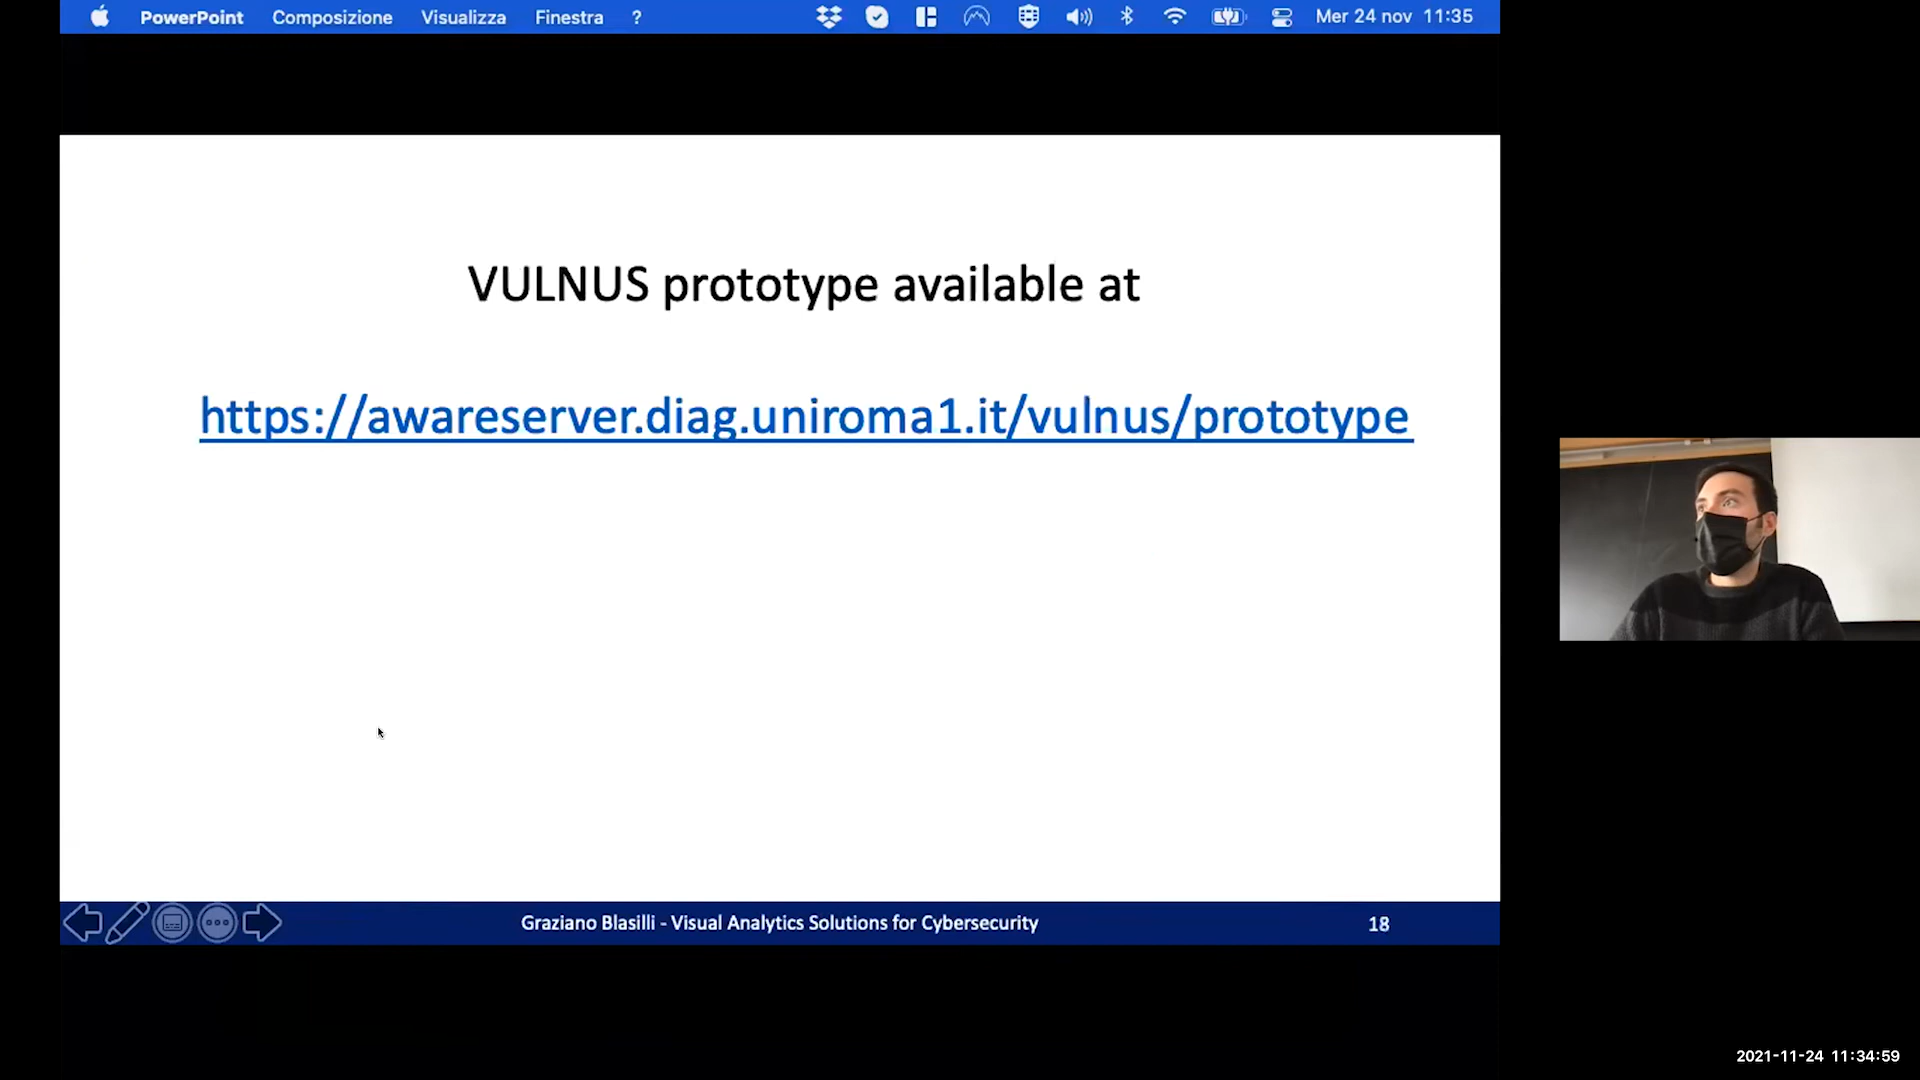 PowerPoint Composizione Visualizza Finestra ? Mer 24 nov 11:35
VULNUS prototype available at
https://awareserver.diag.uniroma1.it/vulnus/prototype
Graziano Blasilli - Visual Analytics Solutions for Cybersecurity 18
2021-11-24 11:34:59